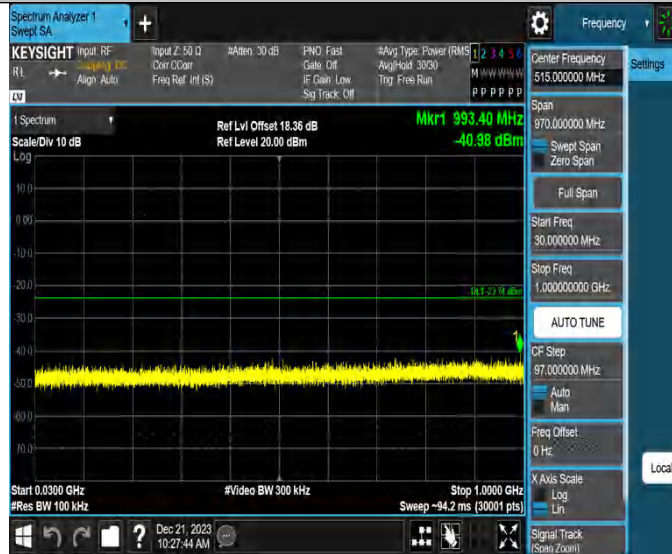 Spectrum Analyzer 1
Swept SA
+
Frequency
Settings
KEYSIGHT Input: RF Input Z: 50 Ω #Atten: 30 dB PNO: Fast #Avg Type: Power (RMS 1 2 3 4 5 6
RL Coupling: DC Corr CCorr Gate: Off Avg|Hold: 30/30 M W W W W W
Align: Auto Freq Ref: Int (S) IF Gain: Low Trig: Free Run
Sig Track: Off P P P P P P
LXI
1 Spectrum
Scale/Div 10 dB
Ref Lvl Offset 18.36 dB
Ref Level 20.00 dBm
Mkr1 993.40 MHz
-40.98 dBm
Log
10.0
0.00
-10.0
-20.0
-30.0
-40.0
-50.0
-60.0
-70.0
1
Start 0.0300 GHz #Video BW 300 kHz Stop 1.0000 GHz
#Res BW 100 kHz Sweep ~94.2 ms (30001 pts)
?
Dec 21, 2023
10:27:44 AM
Center Frequency
515.000000 MHz
Span
970.000000 MHz
Swept Span
Zero Span
Full Span
Start Freq
30.000000 MHz
Stop Freq
1.000000000 GHz
AUTO TUNE
CF Step
97.000000 MHz
Auto
Man
Freq Offset
0 Hz
X Axis Scale
Log
Lin
Signal Track
(Span Zoom)
Local